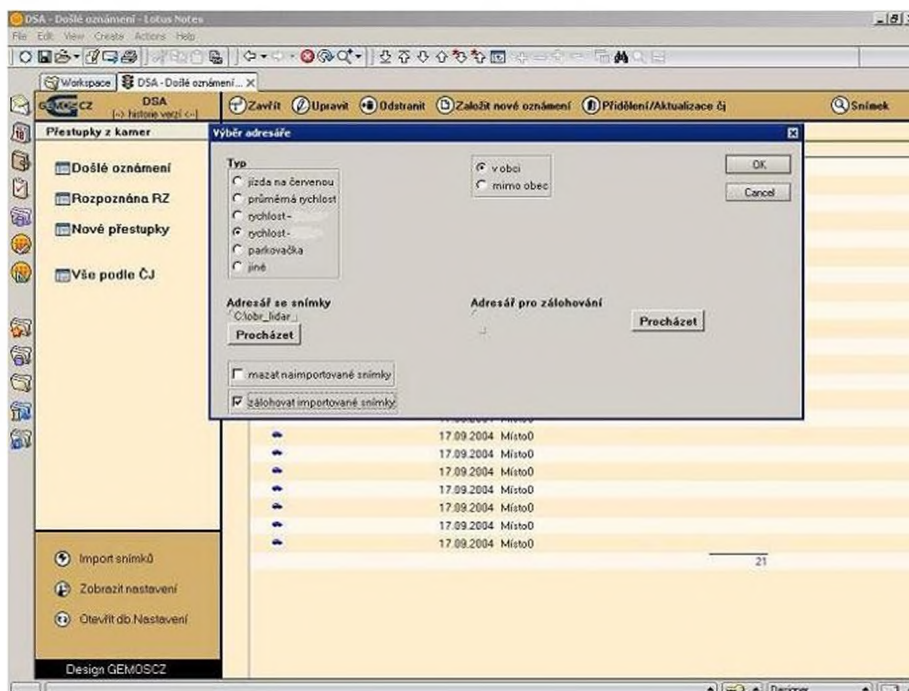 DSA - Došlé oznámení - Lotus Notes
File Edit View Create Actions Help
Workspace DSA - Došlé oznámení... X
GEMOSCZ DSA
[-> historie verzí <-]
Zavřít Upravit Odstranit Založit nové oznámení Přidělení/Aktualizace čj Snímek
Přestupky z kamer
Došlé oznámení
Rozpoznána RZ
Nové přestupky
Vše podle ČJ
Výběr adresáře
Typ
jízda na červenou
průměrná rychlost
rychlost-
rychlost-
parkovačka
jiné
v obci
mimo obec
OK
Cancel
Adresář se snímky
C:\obr_lidar
Procházet
Adresář pro zálohování
Procházet
mazat naimportované snímky
zálohovat importované snímky
17.09.2004 Místo0
17.09.2004 Místo0
17.09.2004 Místo0
17.09.2004 Místo0
17.09.2004 Místo0
17.09.2004 Místo0
17.09.2004 Místo0
21
Import snímků
Zobrazit nastavení
Otevřít db.Nastavení
Design GEMOSCZ
Designer